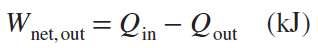 W_net, out = Q_in − Q_out (kJ)